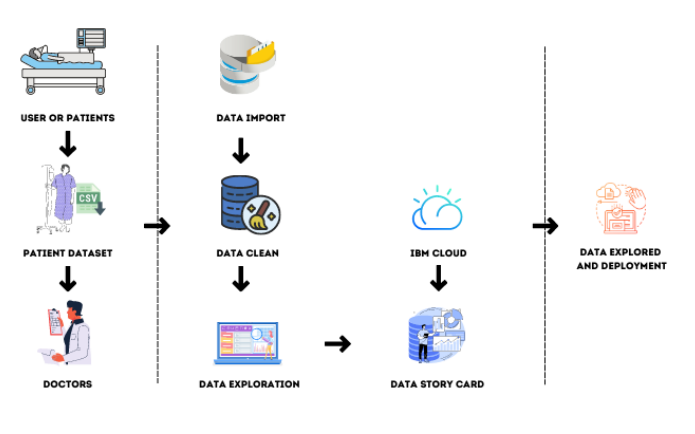 USER OR PATIENTS
DATA IMPORT
CSV
PATIENT DATASET
DATA CLEAN
IBM CLOUD
DATA EXPLORED
AND DEPLOYMENT
DOCTORS
DATA EXPLORATION
DATA STORY CARD